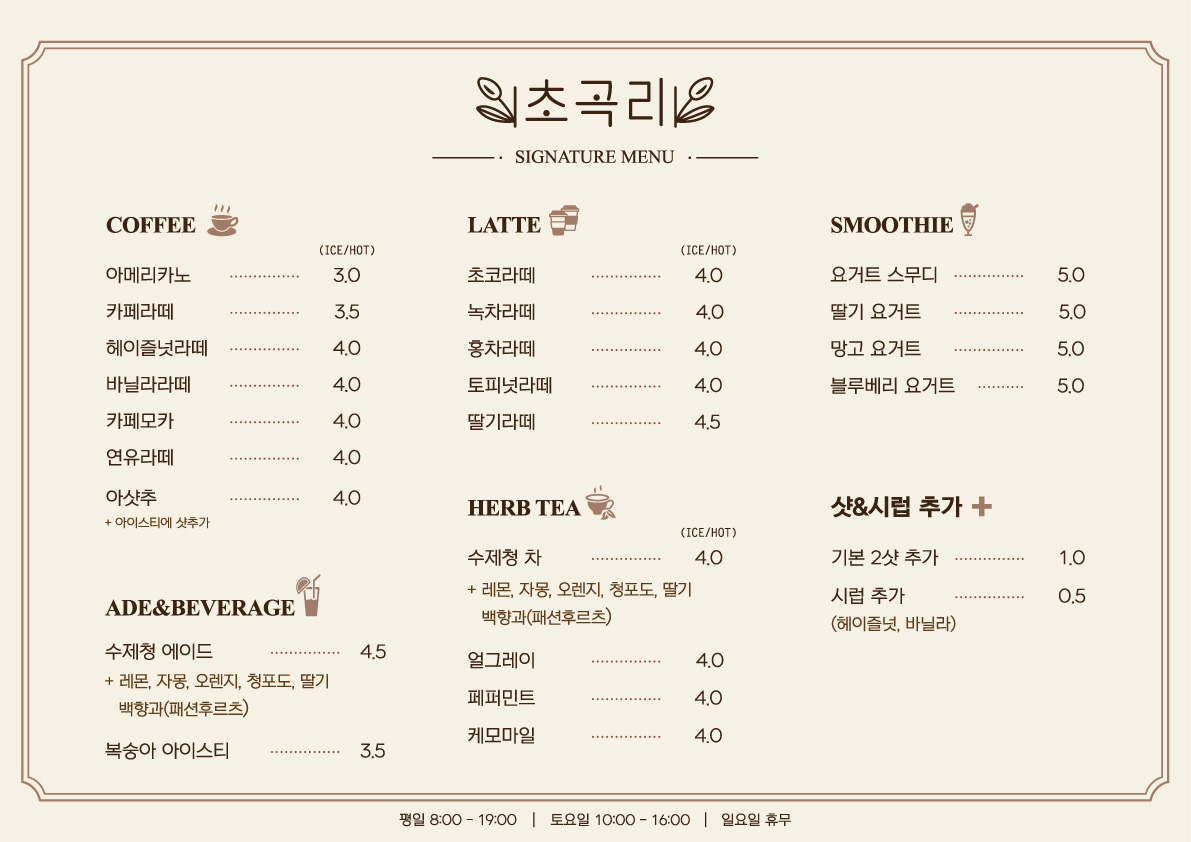 초곡리
SIGNATURE MENU
COFFEE
(ICE/HOT)
아메리카노 3.0
카페라떼 3.5
헤이즐넛라떼 4.0
바닐라라떼 4.0
카페모카 4.0
연유라떼 4.0
아샷추 4.0
+ 아이스티에 샷추가
ADE&BEVERAGE
수제청 에이드 4.5
+ 레몬, 자몽, 오렌지, 청포도, 딸기
백향과(패션후르츠)
복숭아 아이스티 3.5
LATTE
(ICE/HOT)
초코라떼 4.0
녹차라떼 4.0
홍차라떼 4.0
토피넛라떼 4.0
딸기라떼 4.5
HERB TEA
(ICE/HOT)
수제청 차 4.0
+ 레몬, 자몽, 오렌지, 청포도, 딸기
백향과(패션후르츠)
얼그레이 4.0
페퍼민트 4.0
케모마일 4.0
SMOOTHIE
요거트 스무디 5.0
딸기 요거트 5.0
망고 요거트 5.0
블루베리 요거트 5.0
샷&시럽 추가 +
기본 2샷 추가 1.0
시럽 추가 0.5
(헤이즐넛, 바닐라)
평일 8:00 - 19:00 | 토요일 10:00 - 16:00 | 일요일 휴무